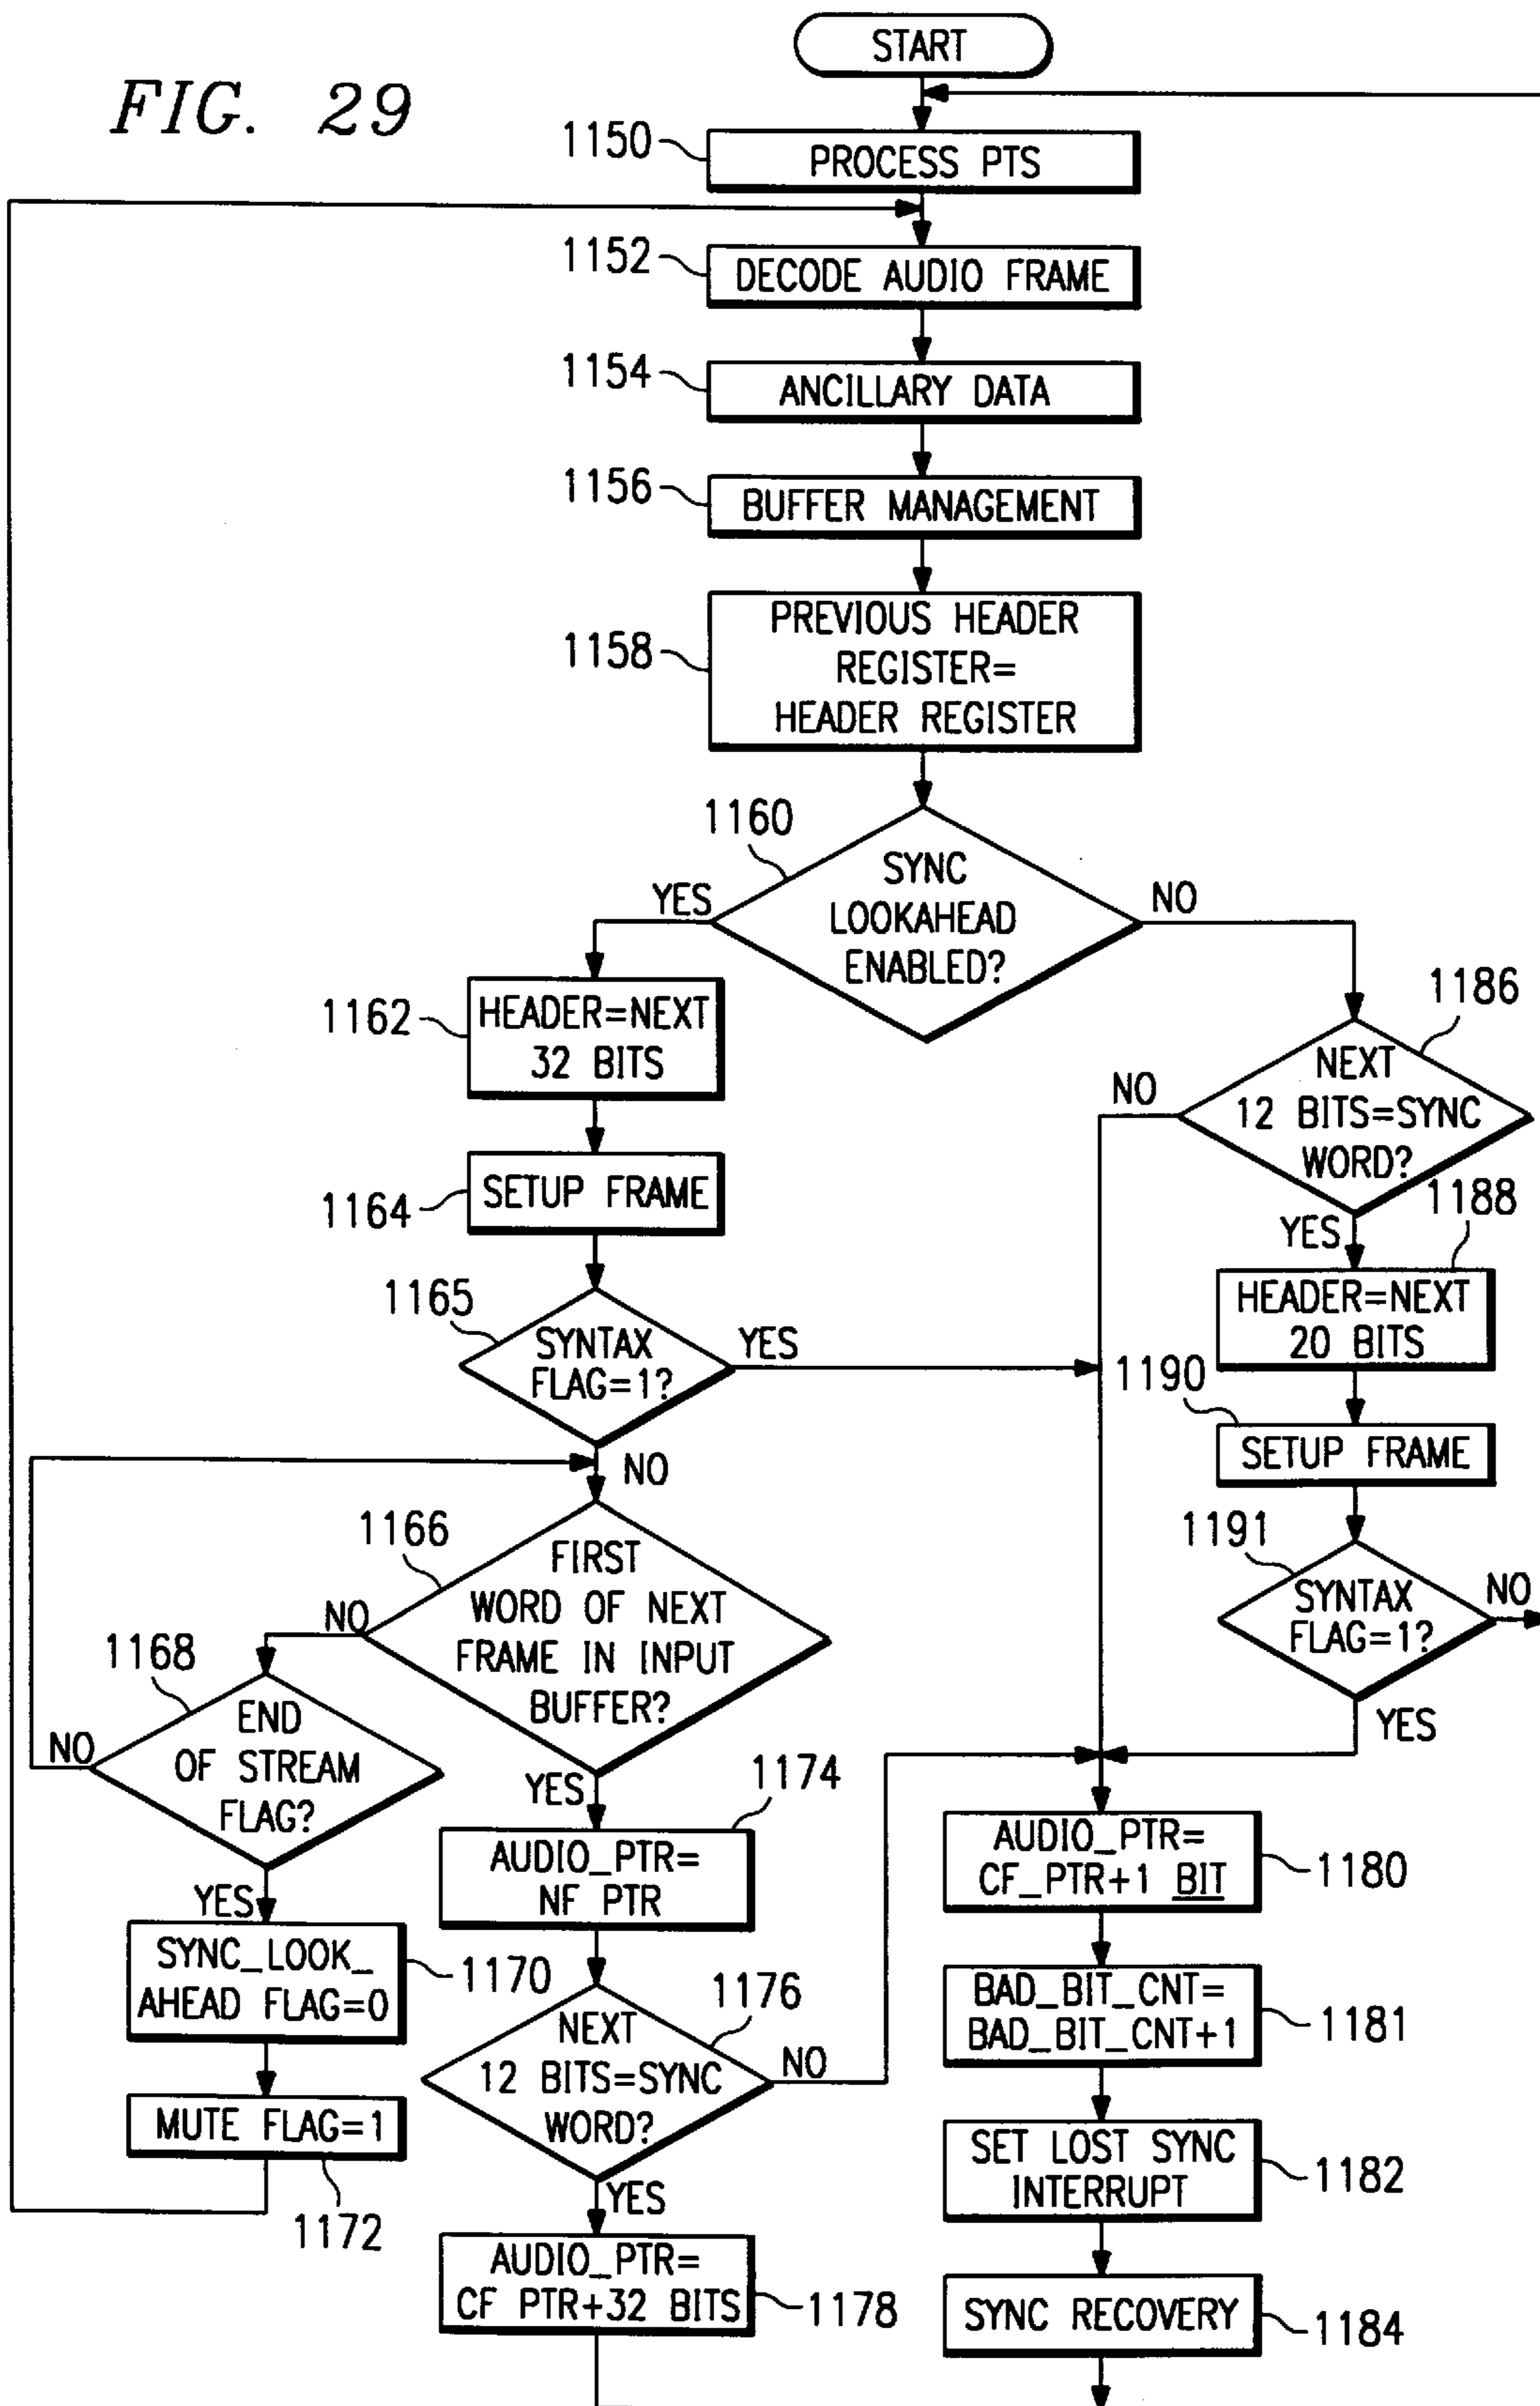 FIG. 29
START
1150
PROCESS PTS
1152
DECODE AUDIO FRAME
1154
ANCILLARY DATA
1156
BUFFER MANAGEMENT
1158
PREVIOUS HEADER
REGISTER=
HEADER REGISTER
1160
SYNC
LOOKAHEAD
ENABLED?
YES
NO
1162
HEADER=NEXT
32 BITS
1164
SETUP FRAME
1165
SYNTAX
FLAG=1?
YES
NO
1166
FIRST
WORD OF NEXT
FRAME IN INPUT
BUFFER?
NO
YES
1168
END
OF STREAM
FLAG?
NO
YES
SYNC_LOOK_
AHEAD FLAG=0
1170
MUTE FLAG=1
1172
1174
AUDIO_PTR=
NF PTR
1176
NEXT
12 BITS=SYNC
WORD?
NO
YES
AUDIO_PTR=
CF PTR+32 BITS
1178
1186
NEXT
12 BITS=SYNC
WORD?
NO
YES
1188
HEADER=NEXT
20 BITS
1190
SETUP FRAME
1191
SYNTAX
FLAG=1?
NO
YES
AUDIO_PTR=
CF_PTR+1 BIT
1180
BAD_BIT_CNT=
BAD_BIT_CNT+1
1181
SET LOST SYNC
INTERRUPT
1182
SYNC RECOVERY
1184